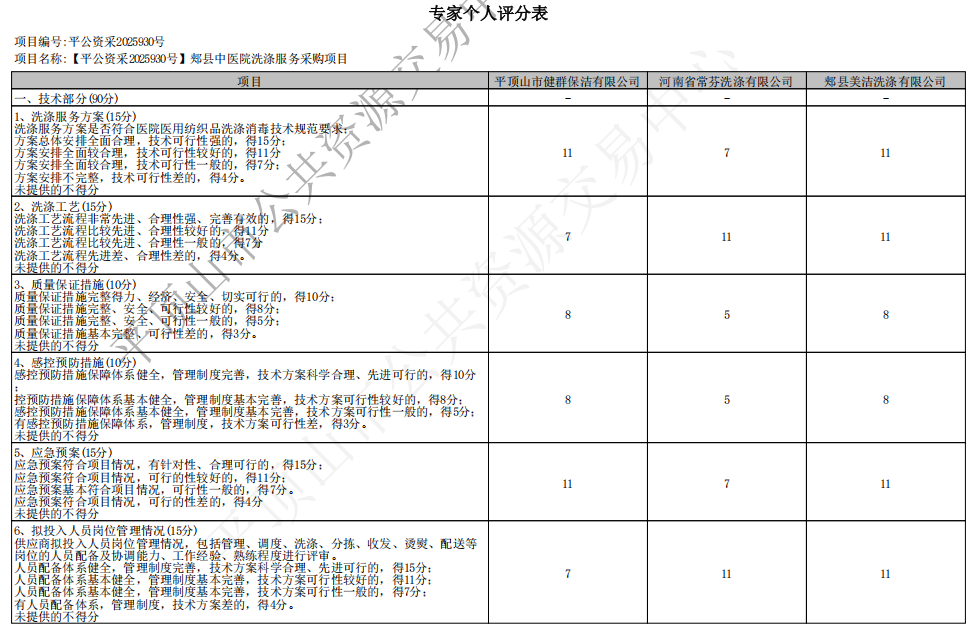 专家个人评分表
项目编号:平公资采2025930号
项目名称:【平公资采2025930号】郏县中医院洗涤服务采购项目
项目 平顶山市健群保洁有限公司 河南省常芬洗涤有限公司 郏县美洁洗涤有限公司
一、技术部分(90分) － － －
1、洗涤服务方案(15分)
洗涤服务方案是否符合医院医用纺织品洗涤消毒技术规范要求;
方案总体安排全面合理，技术可行性强的，得15分;
方案安排全面较合理，技术可行性较好的，得11分
方案安排全面较合理，技术可行性一般的，得7分;
方案安排不完整，技术可行性差的，得4分。
未提供的不得分
11 7 11
2、洗涤工艺(15分)
洗涤工艺流程非常先进、合理性强、完善有效的，得15分;
洗涤工艺流程比较先进、合理性较好的，得11分
洗涤工艺流程比较先进、合理性一般的，得7分
洗涤工艺流程先进差、合理性差的，得4分。
未提供的不得分
7 11 11
3、质量保证措施(10分)
质量保证措施完整得力、经济、安全、切实可行的，得10分;
质量保证措施完整、安全、可行性较好的，得8分;
质量保证措施完整、安全、可行性一般的，得5分;
质量保证措施基本完整、可行性差的，得3分。
未提供的不得分
8 5 8
4、感控预防措施(10分)
感控预防措施保障体系健全，管理制度完善，技术方案科学合理、先进可行的，得10分
;
控预防措施保障体系基本健全，管理制度基本完善，技术方案可行性较好的，得8分;
感控预防措施保障体系基本健全，管理制度基本完善，技术方案可行性一般的，得5分;
有感控预防措施保障体系，管理制度，技术方案可行性差，得3分。
未提供的不得分
8 5 8
5、应急预案(15分)
应急预案符合项目情况，有针对性、合理可行的，得15分;
应急预案符合项目情况，可行的性较好的，得11分;
应急预案基本符合项目情况，可行性一般的，得7分。
应急预案符合项目情况，可行的性差的，得4分
未提供的不得分
11 7 11
6、拟投入人员岗位管理情况(15分)
供应商拟投入人员岗位管理情况，包括管理、调度、洗涤、分拣、收发、烫熨、配送等
岗位的人员配备及协调能力、工作经验、熟练程度进行评审。
人员配备体系健全，管理制度完善，技术方案科学合理、先进可行的，得15分;
人员配备体系基本健全，管理制度基本完善，技术方案可行性较好的，得11分;
人员配备体系基本健全，管理制度基本完善，技术方案可行性一般的，得7分;
有人员配备体系，管理制度，技术方案差的，得4分。
未提供的不得分
7 11 11
平顶山市公共资源交易中心
平顶山市公共资源交易中心